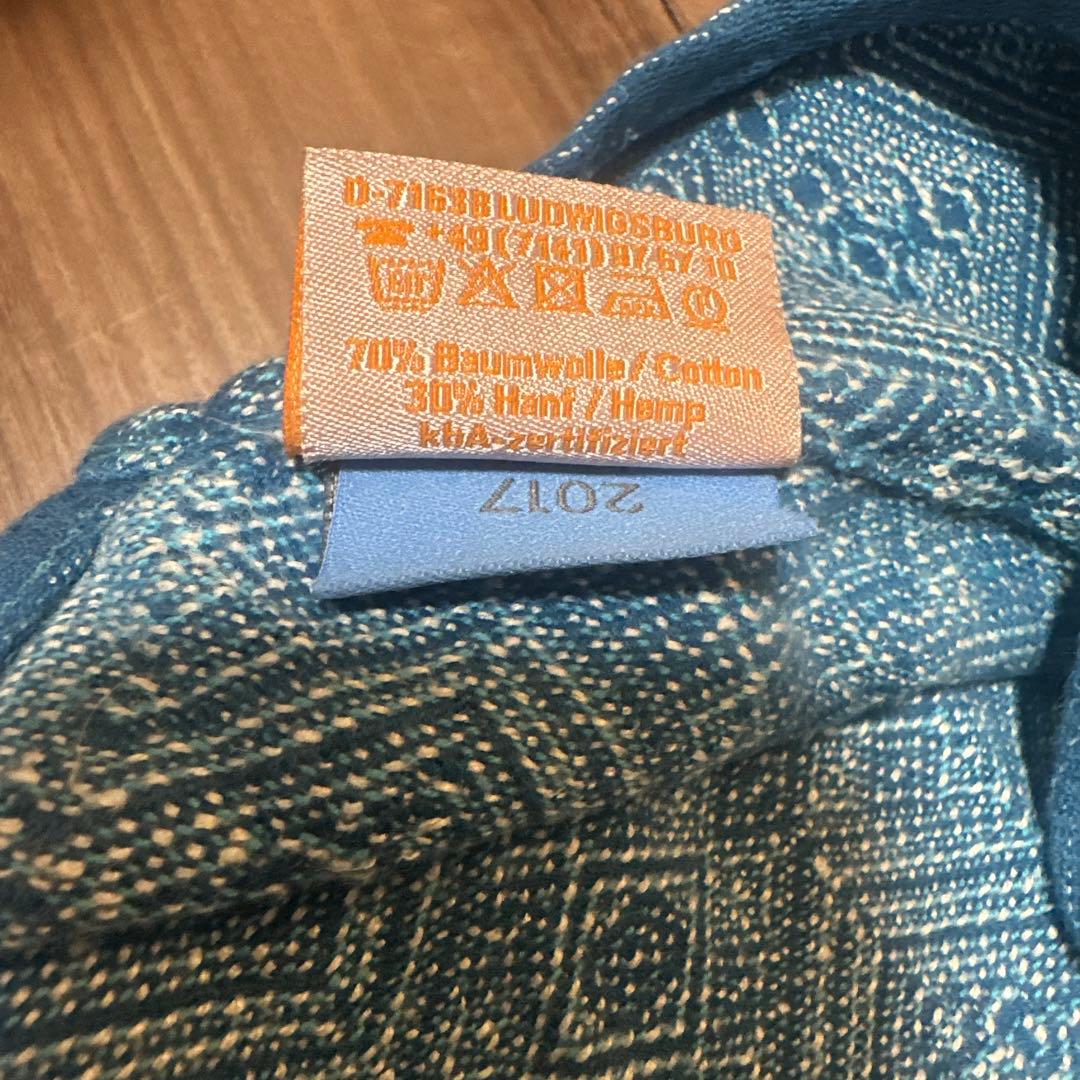 D-71638 LUDWIGSBURG
☎ +49 (7141) 97 57 10
70% Baumwolle / Cotton
30% Hanf / Hemp
kbA-zertifiziert
2017